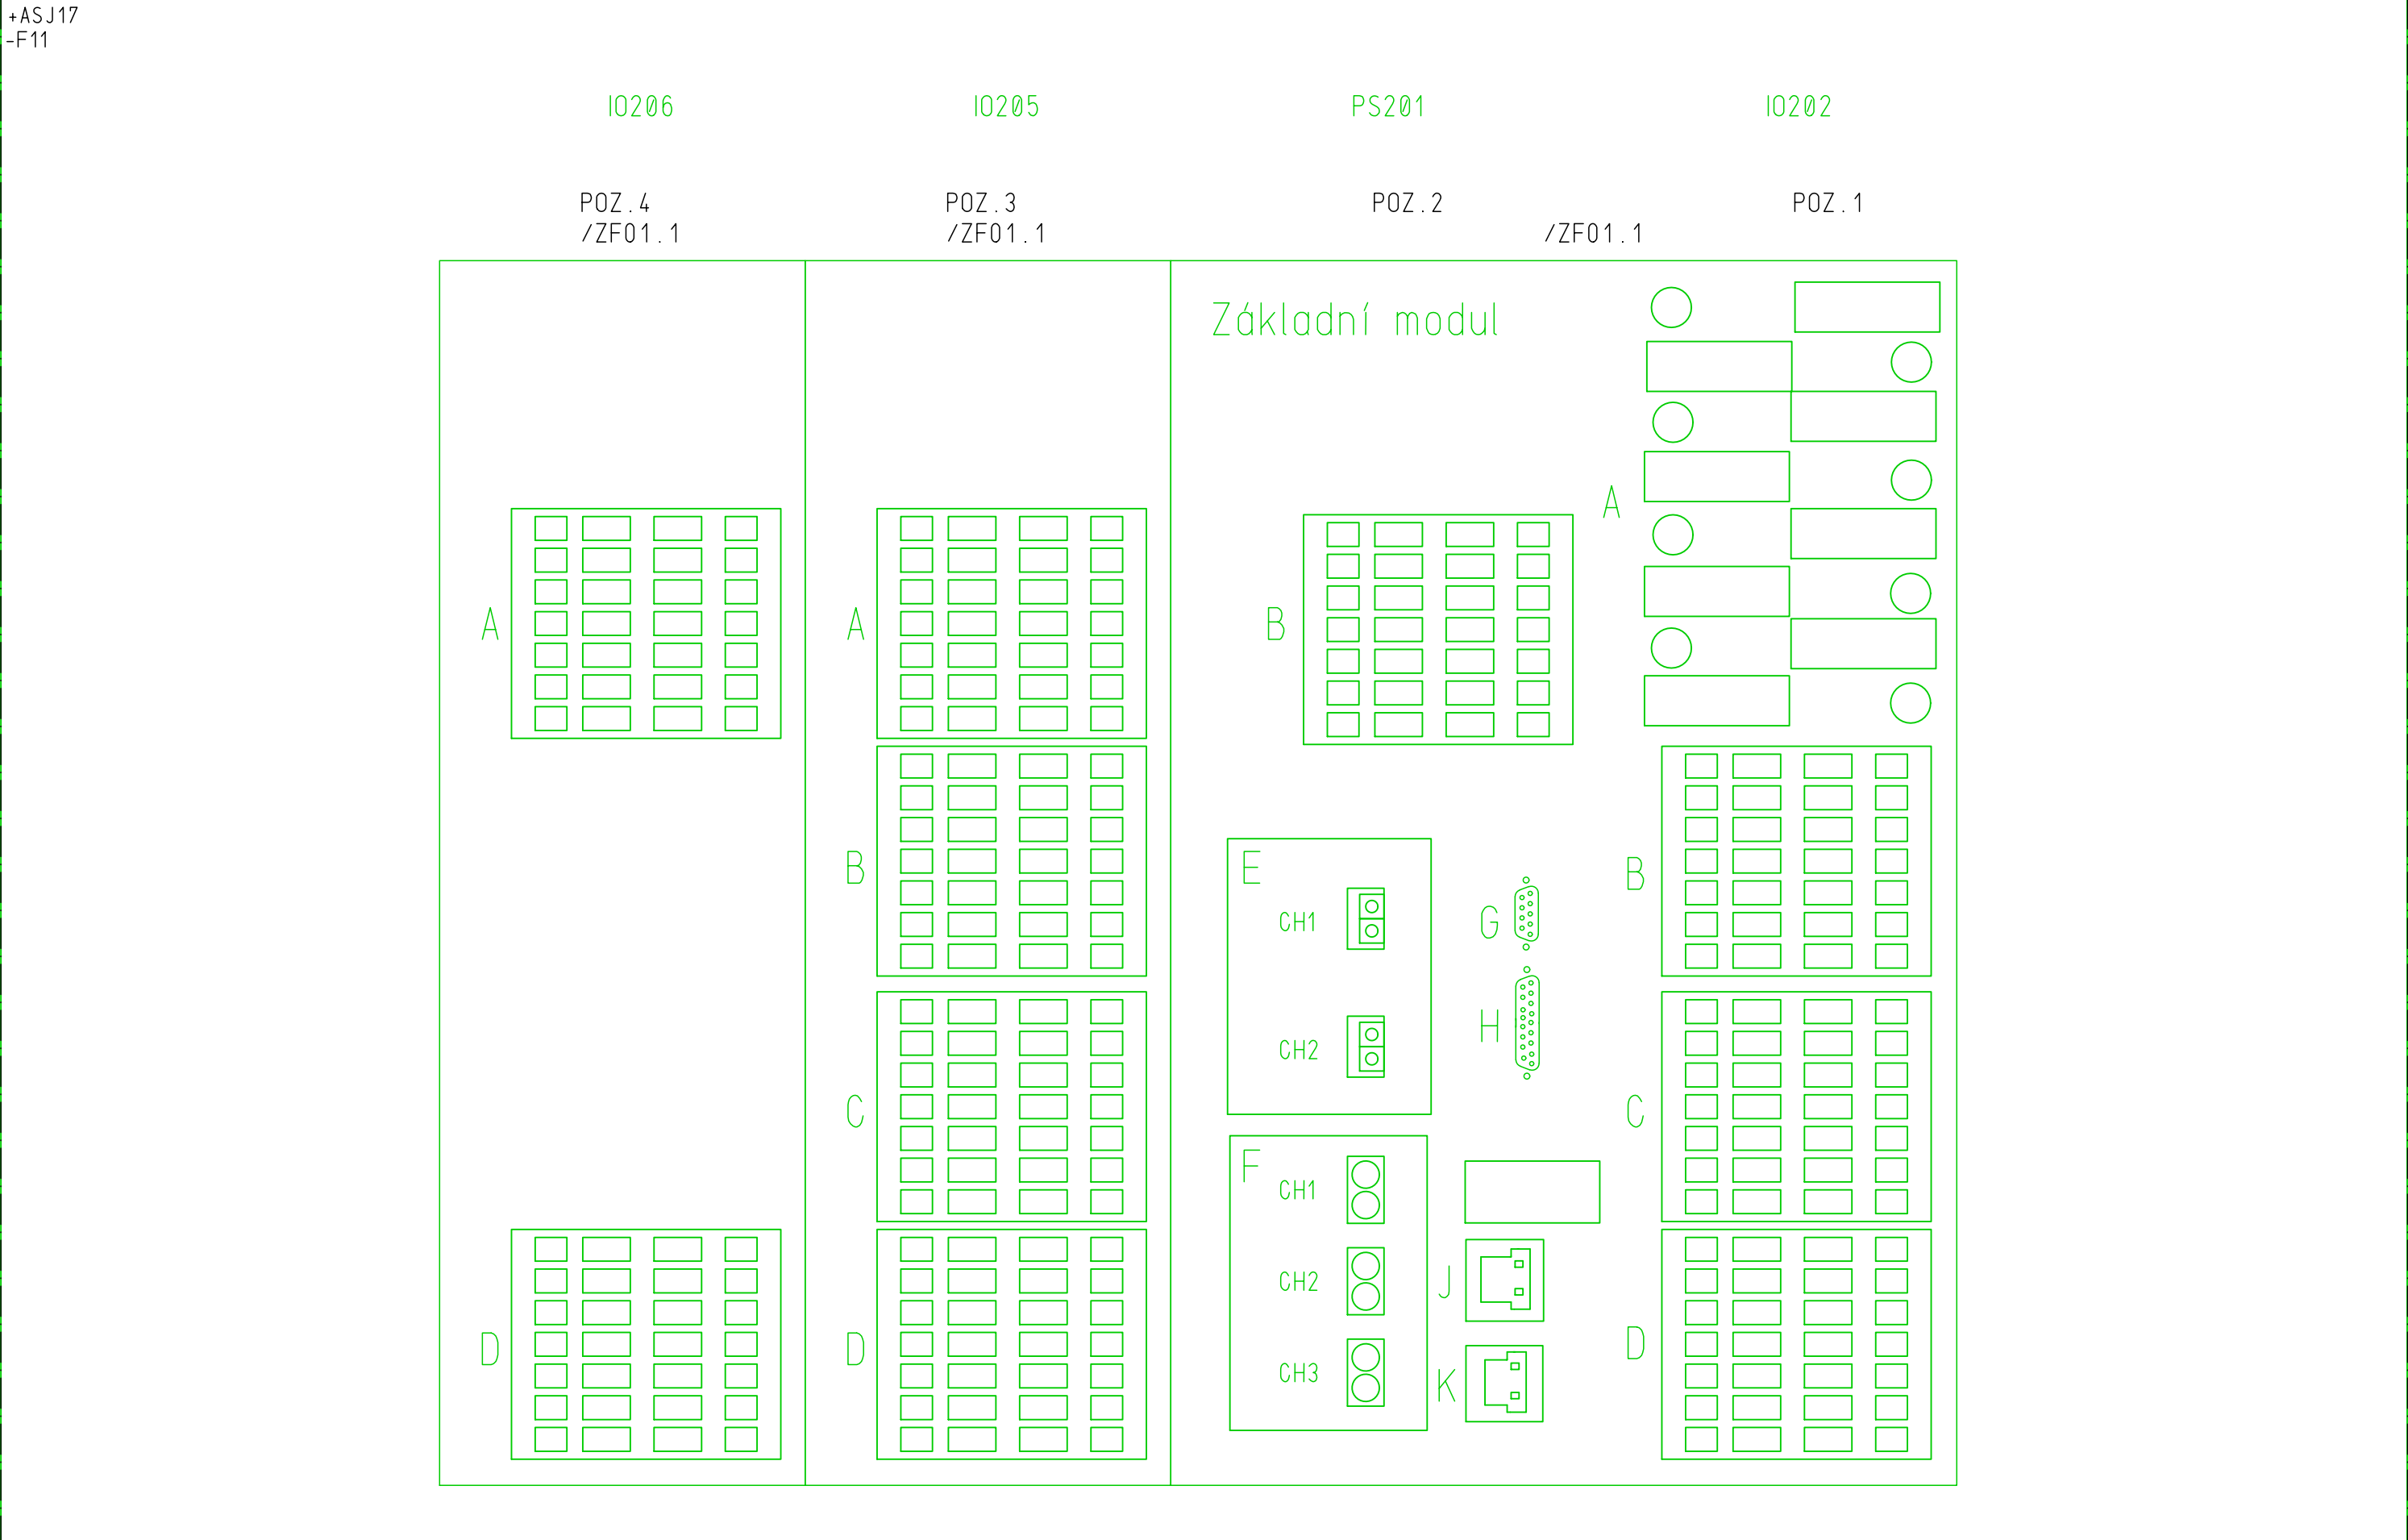 +ASJ17
-F11
IO206 IO205 PS201 IO202
POZ.4 POZ.3 POZ.2 POZ.1
/ZF01.1 /ZF01.1 /ZF01.1
Základní modul
A
A A B
B E B
CH1 G
H
CH2
C C
F
CH1
CH2 J
D D D
CH3 K